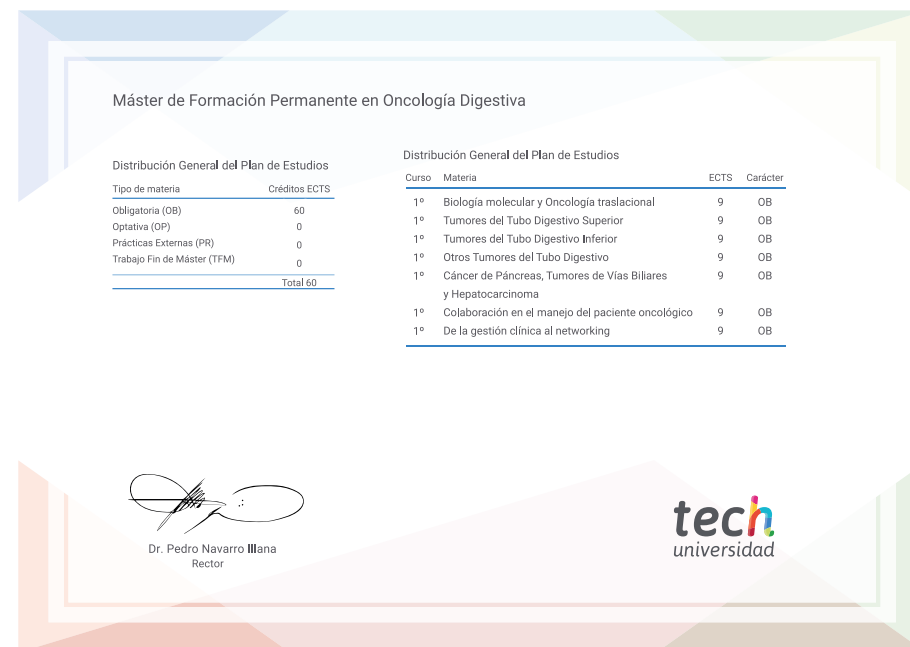 Máster de Formación Permanente en Oncología Digestiva
Distribución General del Plan de Estudios
Tipo de materia Créditos ECTS
Obligatoria (OB) 60
Optativa (OP) 0
Prácticas Externas (PR) 0
Trabajo Fin de Máster (TFM) 0
Total 60
Distribución General del Plan de Estudios
Curso Materia ECTS Carácter
1º Biología molecular y Oncología traslacional 9 OB
1º Tumores del Tubo Digestivo Superior 9 OB
1º Tumores del Tubo Digestivo Inferior 9 OB
1º Otros Tumores del Tubo Digestivo 9 OB
1º Cáncer de Páncreas, Tumores de Vías Biliares 9 OB
y Hepatocarcinoma
1º Colaboración en el manejo del paciente oncológico 9 OB
1º De la gestión clínica al networking 9 OB
Dr. Pedro Navarro Illana
Rector
tech
universidad